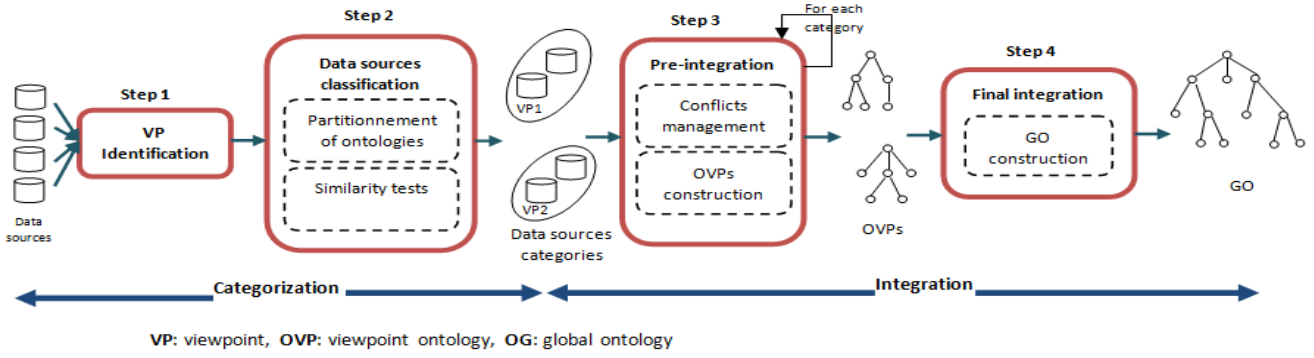 Step 1
VP
Identification
Data
sources
Step 2
Data sources
classification
Partitionnement
of ontologies
Similarity tests
VP1
VP2
Data sources
categories
Step 3
For each
category
Pre-integration
Conflicts
management
OVPs
construction
OVPs
Step 4
Final integration
GO
construction
GO
Categorization
Integration
VP: viewpoint, OVP: viewpoint ontology, OG: global ontology